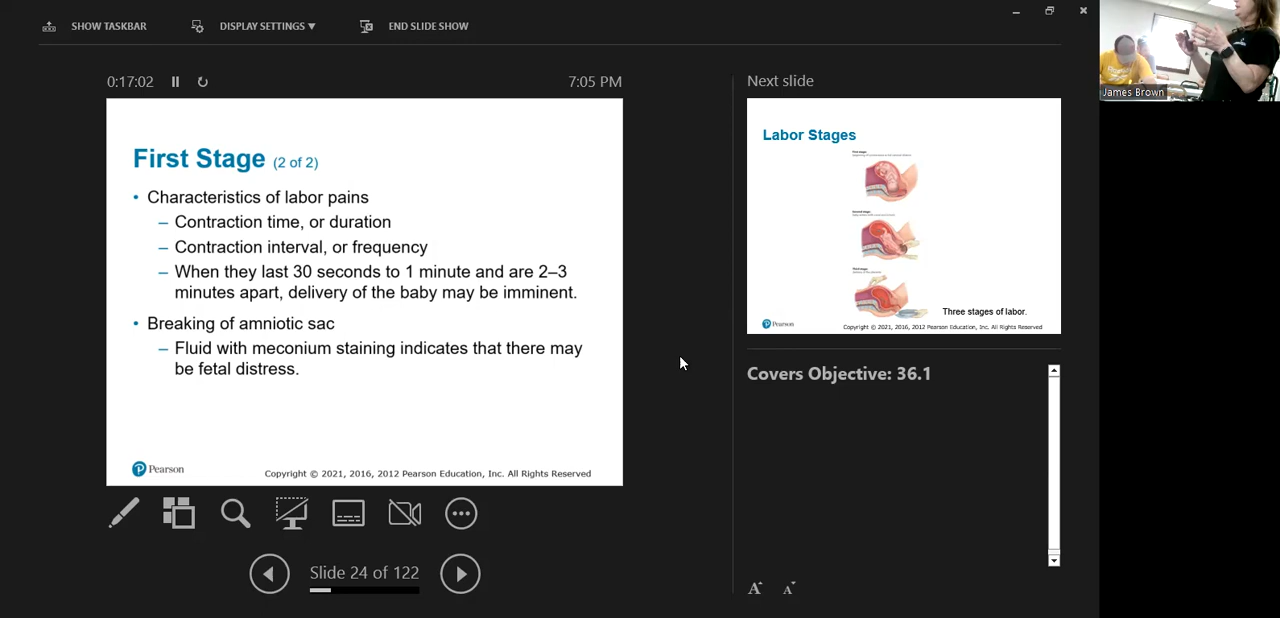 SHOW TASKBAR
DISPLAY SETTINGS ▼
END SLIDE SHOW
0:17:02
7:05 PM
First Stage (2 of 2)
• Characteristics of labor pains
– Contraction time, or duration
– Contraction interval, or frequency
– When they last 30 seconds to 1 minute and are 2–3
minutes apart, delivery of the baby may be imminent.
• Breaking of amniotic sac
– Fluid with meconium staining indicates that there may
be fetal distress.
Pearson
Copyright © 2021, 2016, 2012 Pearson Education, Inc. All Rights Reserved
Slide 24 of 122
Next slide
Labor Stages
Three stages of labor.
Pearson
Copyright © 2021, 2016, 2012 Pearson Education, Inc. All Rights Reserved
Covers Objective: 36.1
A A
James Brown